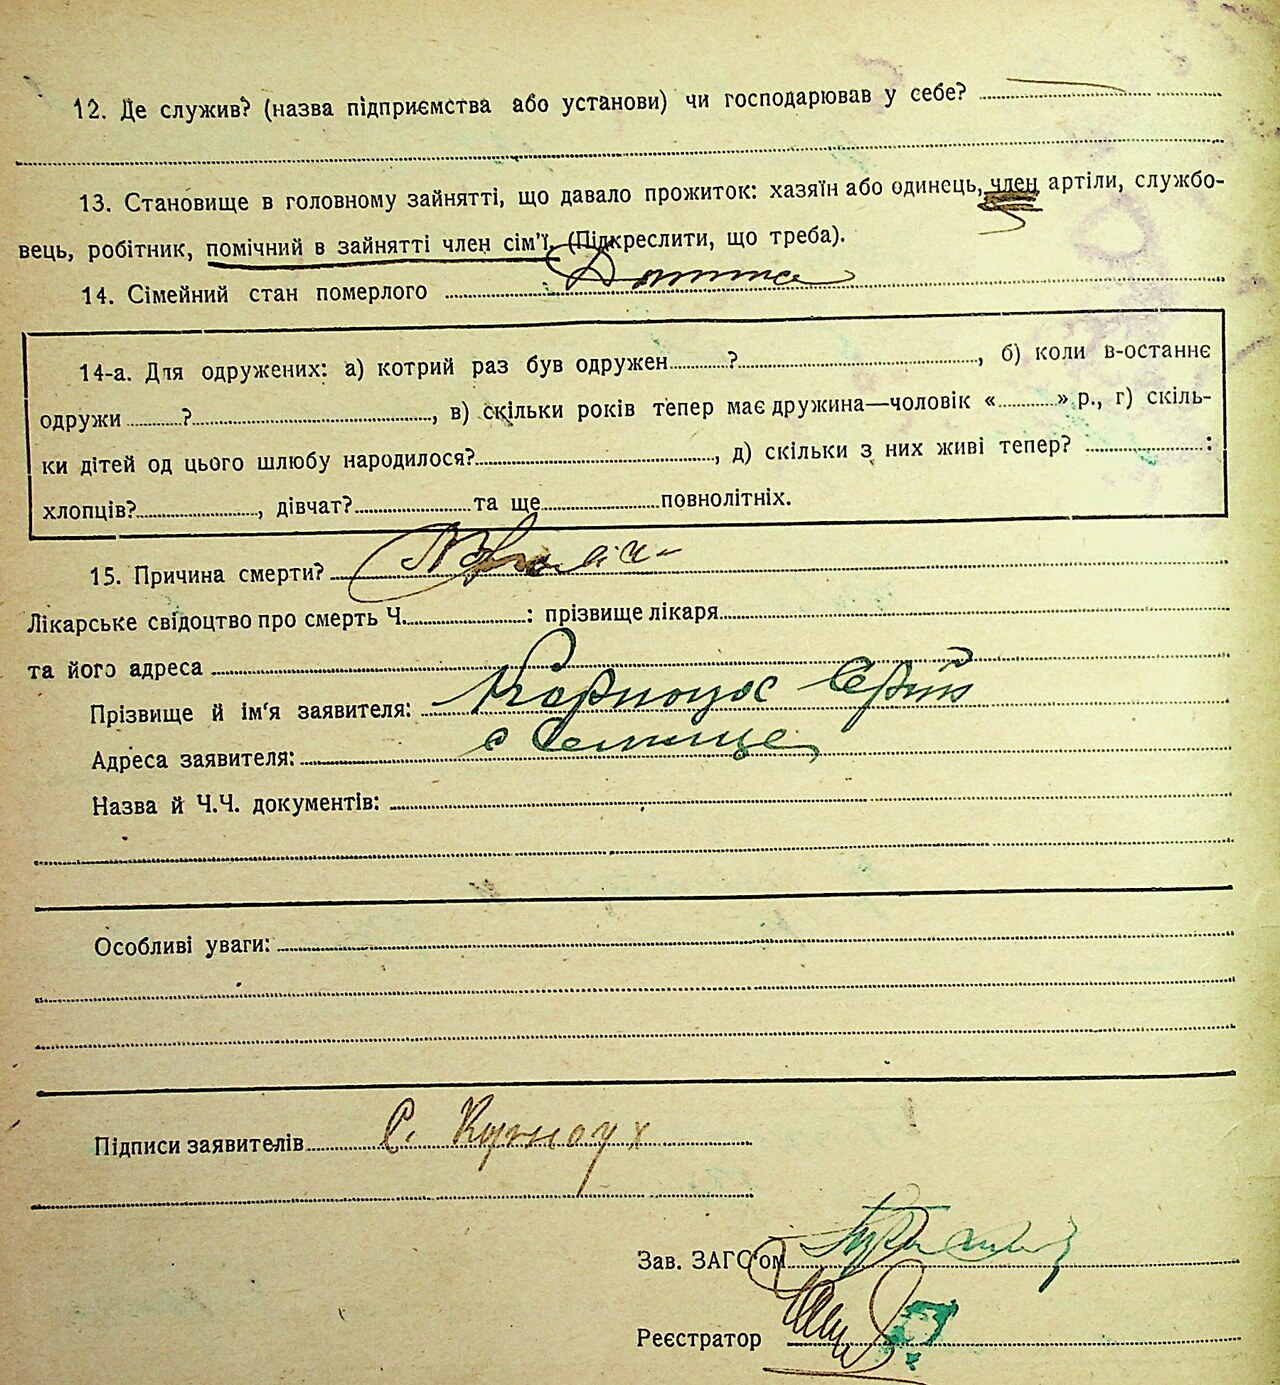 12. Де служив? (назва підприємства або установи) чи господарював у себе?
13. Становище в головному зайнятті, що давало прожиток: хазяїн або одинець, член артіли, службо-
вець, робітник, помічний в зайнятті член сім'ї. (Підкреслити, що треба).
14. Сімейний стан померлого Дитина
14-а. Для одружених: а) котрий раз був одружен ? , б) коли в-останнє
одружи ? , в) скільки років тепер має дружина—чоловік « » р., г) скіль-
ки дітей од цього шлюбу народилося? , д) скільки з них живі тепер? :
хлопців? , дівчат? та ще повнолітніх.
15. Причина смерти?
Лікарське свідоцтво про смерть Ч. : прізвище лікаря
та його адреса
Прізвище й ім'я заявителя: Карноух
Адреса заявителя: с
Назва й Ч.Ч. документів:
Особливі уваги:
Підписи заявителів С. Карноух
Зав. ЗАГС'ом
Реєстратор